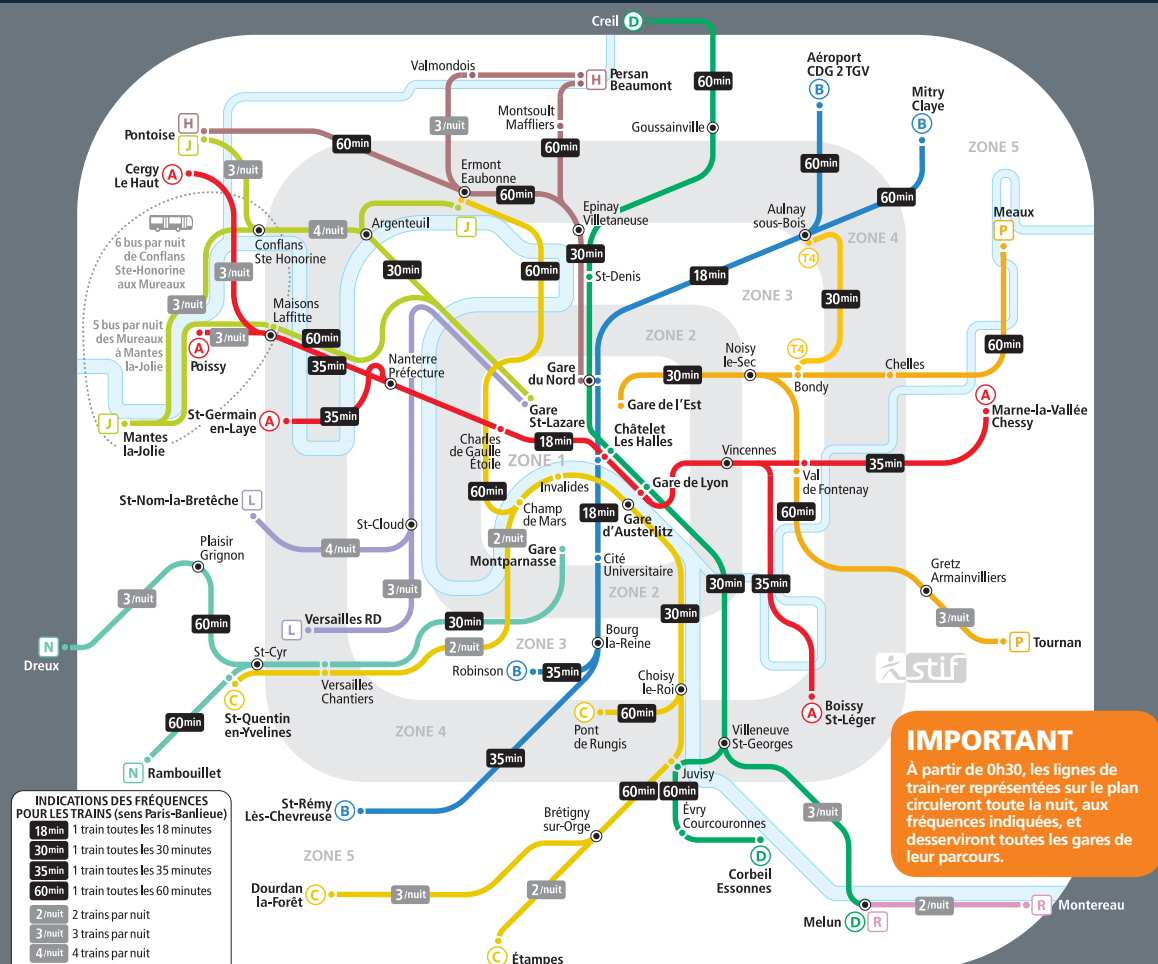 Creil D
Valmondois
H Persan
Beaumont
Aéroport
CDG 2 TGV
B
60min
Mitry
Claye
B
Montsoult
Maffliers
Goussainville
H
Pontoise
J
3/nuit
60min
60min
ZONE 5
Cergy
Le Haut A
3/nuit
Ermont
Eaubonne
60min
60min
60min
Meaux
P
6 bus par nuit
de Conflans
Ste-Honorine
aux Mureaux
Conflans
Ste Honorine
4/nuit
Argenteuil
J
Epinay
Villetaneuse
Aulnay
sous-Bois
ZONE 4
T4
30min
St-Denis
18min
3/nuit
30min
60min
ZONE 3
30min
3/nuit
5 bus par nuit
des Mureaux
à Mantes
la-Jolie
Maisons
Laffitte
3/nuit
60min
A
Poissy
35min
Nanterre
Préfecture
ZONE 2
Noisy
le-Sec
T4
60min
Gare
du Nord
30min
Bondy
Chelles
J
Mantes
la-Jolie
St-Germain
en-Laye A
35min
Gare
St-Lazare
Gare de l'Est
A
Marne-la-Vallée
Chessy
Charles
de Gaulle
Étoile
18min
Châtelet
Les Halles
ZONE 1
Vincennes
35min
Val
de Fontenay
Gare de Lyon
60min
Invalides
St-Nom-la-Bretêche L
St-Cloud
Champ
de Mars
18min
Gare
d'Austerlitz
60min
4/nuit
2/nuit
Gare
Montparnasse
Plaisir
Grignon
Cité
Universitaire
Gretz
Armainvilliers
3/nuit
3/nuit
ZONE 2
30min
35min
60min
L Versailles RD
30min
30min
3/nuit
N
Dreux
St-Cyr
2/nuit
ZONE 3
Bourg
la-Reine
P Tournan
Robinson B
35min
stif
Versailles
Chantiers
C
St-Quentin
en-Yvelines
Choisy
le-Roi
60min
C
60min
Pont
de Rungis
A Boissy
St-Léger
ZONE 4
Villeneuve
St-Georges
N Rambouillet
35min
Juvisy
IMPORTANT
À partir de 0h30, les lignes de
train-rer représentées sur le plan
circuleront toute la nuit, aux
fréquences indiquées, et
desserviront toutes les gares de
leur parcours.
St-Rémy
Lès-Chevreuse B
60min
60min
Brétigny
sur-Orge
Évry
Courcouronnes
3/nuit
ZONE 5
D
Corbeil
Essonnes
Dourdan
la-Forêt C
3/nuit
2/nuit
Melun D R
2/nuit
R Montereau
C Étampes
INDICATIONS DES FRÉQUENCES
POUR LES TRAINS (sens Paris-Banlieue)
18min 1 train toutes les 18 minutes
30min 1 train toutes les 30 minutes
35min 1 train toutes les 35 minutes
60min 1 train toutes les 60 minutes
2/nuit 2 trains par nuit
3/nuit 3 trains par nuit
4/nuit 4 trains par nuit